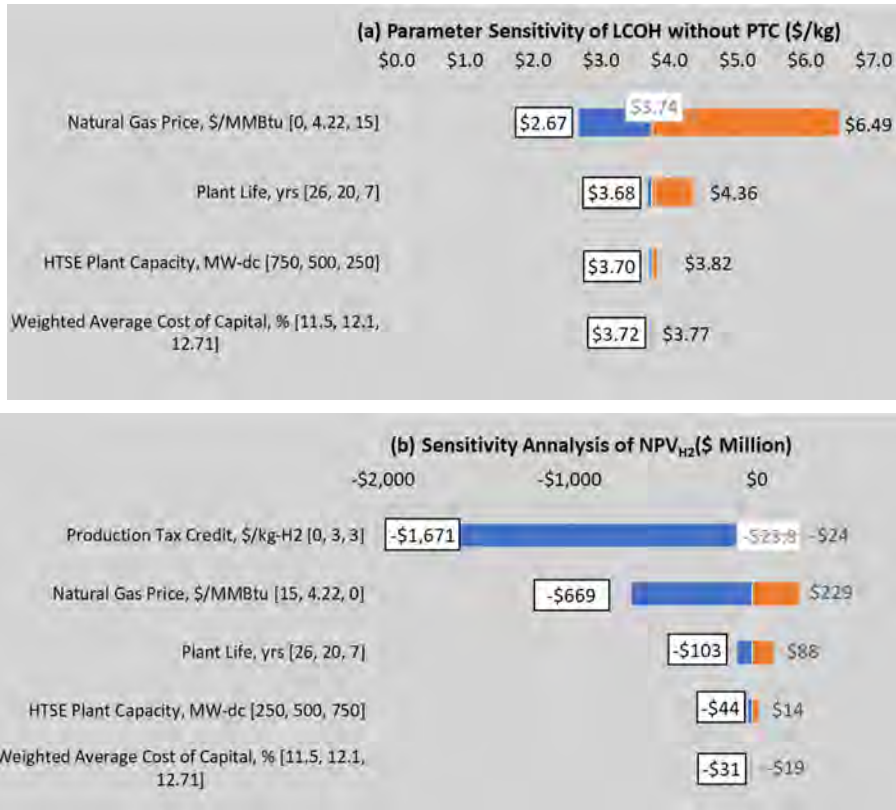 (a) Parameter Sensitivity of LCOH without PTC ($/kg)
$0.0 $1.0 $2.0 $3.0 $4.0 $5.0 $6.0 $7.0
$3.74
Natural Gas Price, $/MMBtu [0, 4.22, 15] $2.67 $6.49
Plant Life, yrs [26, 20, 7] $3.68 $4.36
HTSE Plant Capacity, MW-dc [750, 500, 250] $3.70 $3.82
Weighted Average Cost of Capital, % [11.5, 12.1,
12.71] $3.72 $3.77
(b) Sensitivity Annalysis of NPVH2($ Million)
-$2,000 -$1,000 $0
Production Tax Credit, $/kg-H2 [0, 3, 3] -$1,671 -$23.8 -$24
Natural Gas Price, $/MMBtu [15, 4.22, 0] -$669 $229
Plant Life, yrs [26, 20, 7] -$103 $88
HTSE Plant Capacity, MW-dc [250, 500, 750] -$44 $14
Weighted Average Cost of Capital, % [11.5, 12.1,
12.71] -$31 -$19